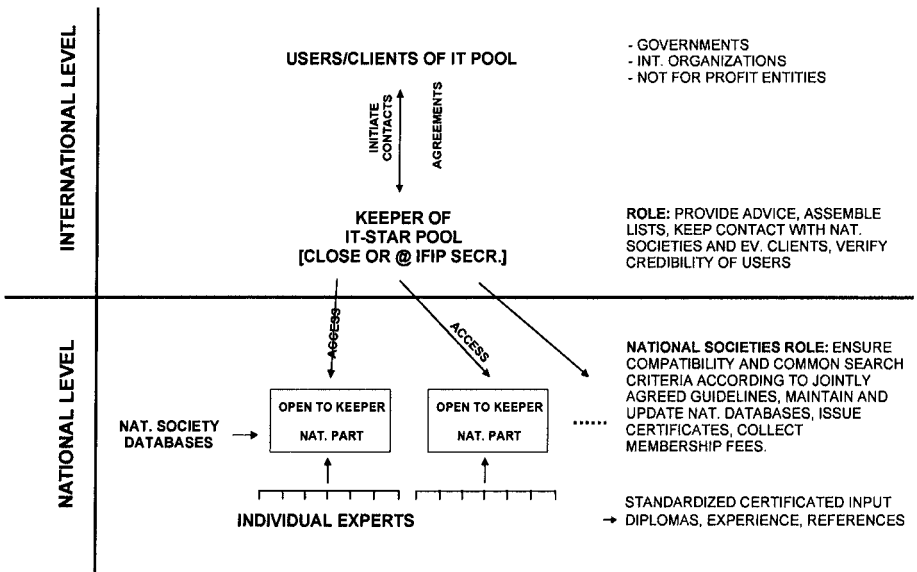 INTERNATIONAL LEVEL
USERS/CLIENTS OF IT POOL
- GOVERNMENTS
- INT. ORGANIZATIONS
- NOT FOR PROFIT ENTITIES
INITIATE
CONTACTS
AGREEMENTS
KEEPER OF
IT-STAR POOL
[CLOSE OR @ IFIP SECR.]
ROLE: PROVIDE ADVICE, ASSEMBLE
LISTS, KEEP CONTACT WITH NAT.
SOCIETIES AND EV. CLIENTS, VERIFY
CREDIBILITY OF USERS
NATIONAL LEVEL
ACCESS
ACCESS
NATIONAL SOCIETIES ROLE: ENSURE
COMPATIBILITY AND COMMON SEARCH
CRITERIA ACCORDING TO JOINTLY
AGREED GUIDELINES, MAINTAIN AND
UPDATE NAT. DATABASES, ISSUE
CERTIFICATES, COLLECT
MEMBERSHIP FEES.
NAT. SOCIETY
DATABASES
OPEN TO KEEPER
NAT. PART
OPEN TO KEEPER
NAT. PART
......
INDIVIDUAL EXPERTS
STANDARDIZED CERTIFICATED INPUT
DIPLOMAS, EXPERIENCE, REFERENCES